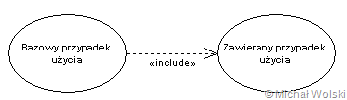 Bazowy przypadek
użycia
«include»
Zawierany przypadek
użycia
© Michał Wolski